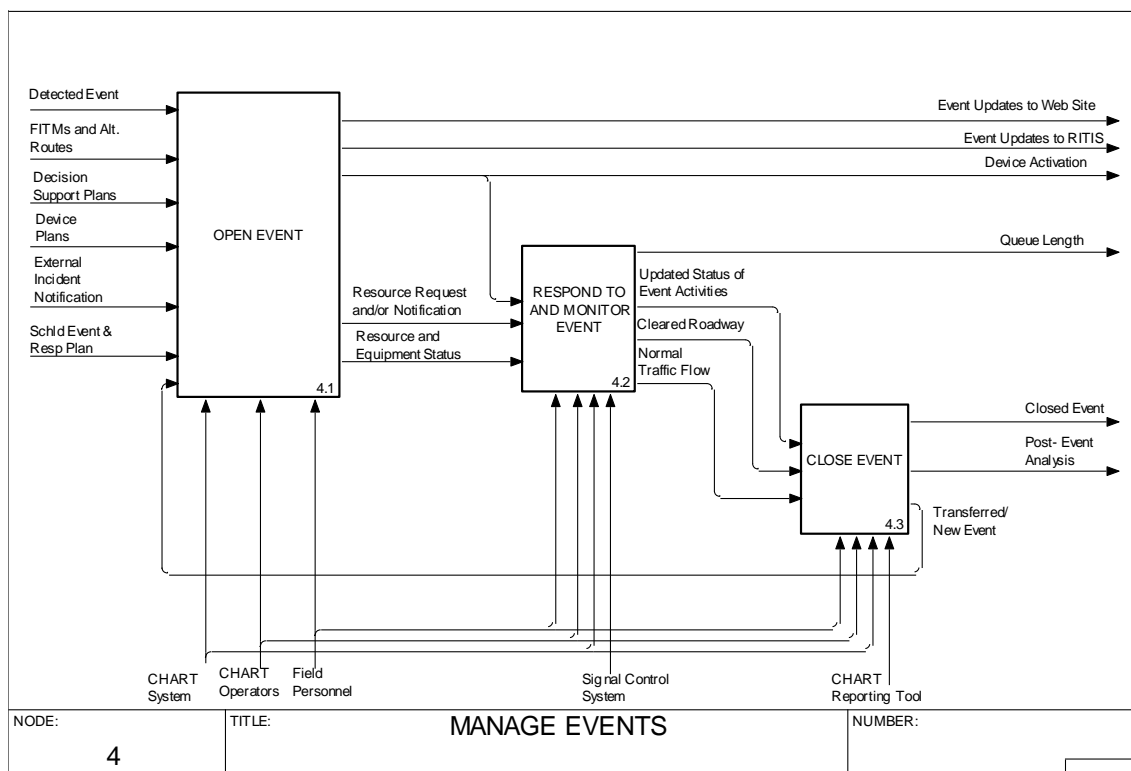 Detected Event
FITMs and Alt.
Routes
Decision
Support Plans
Device
Plans
External
Incident
Notification
Schld Event &
Resp Plan
OPEN EVENT
4.1
Event Updates to Web Site
Event Updates to RITIS
Device Activation
Resource Request
and/or Notification
Resource and
Equipment Status
RESPOND TO
AND MONITOR
EVENT
4.2
Queue Length
Updated Status of
Event Activities
Cleared Roadway
Normal
Traffic Flow
CLOSE EVENT
4.3
Closed Event
Post- Event
Analysis
Transferred/
New Event
CHART
System
CHART
Operators
Field
Personnel
Signal Control
System
CHART
Reporting Tool
NODE:
4
TITLE:
MANAGE EVENTS
NUMBER: